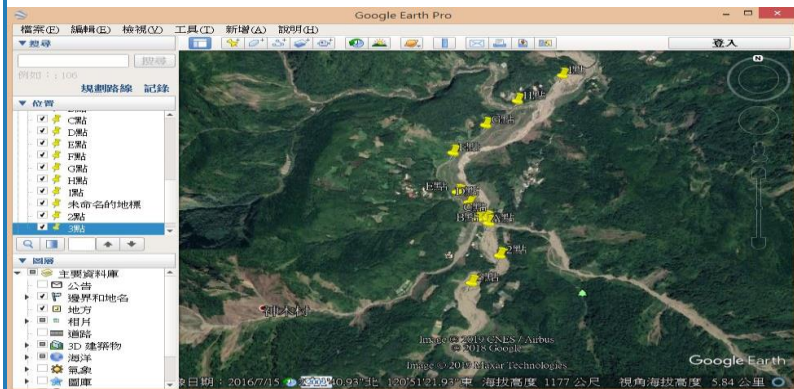 Google Earth Pro
檔案(F) 編輯(E) 檢視(V) 工具(T) 新增(A) 說明(H)
▼搜尋
登入
搜尋
例如：: 106
規劃路線 記錄
▼ 位置
C點
D點
E點
F點
G點
H點
I點
未命名的地標
2點
3點
▼ 圖層
主要資料庫
公告
邊界和地名
地方
相片
道路
3D 建築物
海洋
氣象
圖庫
I點
H點
G點
F點
E點
D點
C點
B點
A點
2點
3點
神木村
Image © 2019 CNES / Airbus
© 2018 Google
Image © 2019 Maxar Technologies
Google Earth
日期：2016/7/15
40.93"北 120°51'21.93"東 海拔高度 1177 公尺 視角海拔高度 5.84 公里